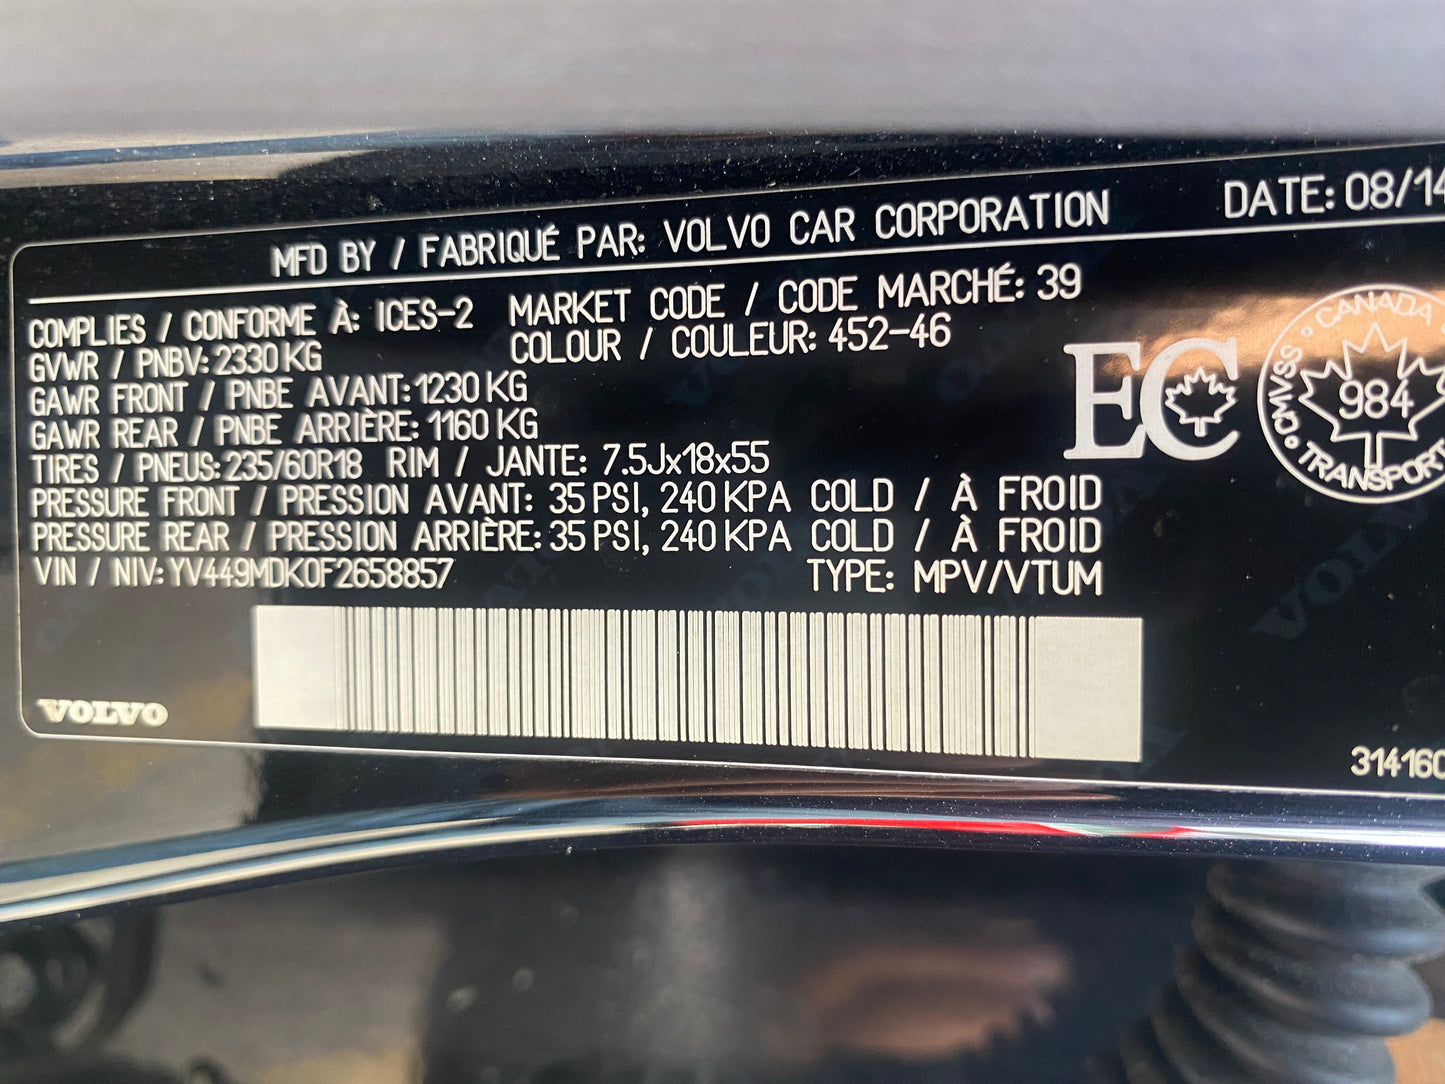 MFD BY / FABRIQUÉ PAR: VOLVO CAR CORPORATION DATE: 08/14
COMPLIES / CONFORME À: ICES-2 MARKET CODE / CODE MARCHÉ: 39
GVWR / PNBV: 2330 KG COLOUR / COULEUR: 452-46
GAWR FRONT / PNBE AVANT: 1230 KG
GAWR REAR / PNBE ARRIÈRE: 1160 KG
TIRES / PNEUS: 235/60R18 RIM / JANTE: 7.5Jx18x55
PRESSURE FRONT / PRESSION AVANT: 35 PSI, 240 KPA COLD / À FROID
PRESSURE REAR / PRESSION ARRIÈRE: 35 PSI, 240 KPA COLD / À FROID
VIN / NIV: YV449MDK0F2658857 TYPE: MPV/VTUM
EC
CANADA
CMVSS
984
TRANSPORT
VOLVO
314160